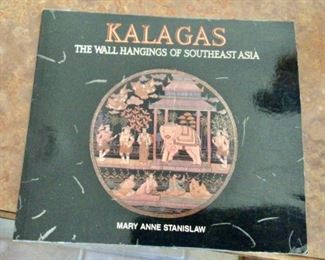 KALAGAS
THE WALL HANGINGS OF SOUTHEAST ASIA
MARY ANNE STANISLAW